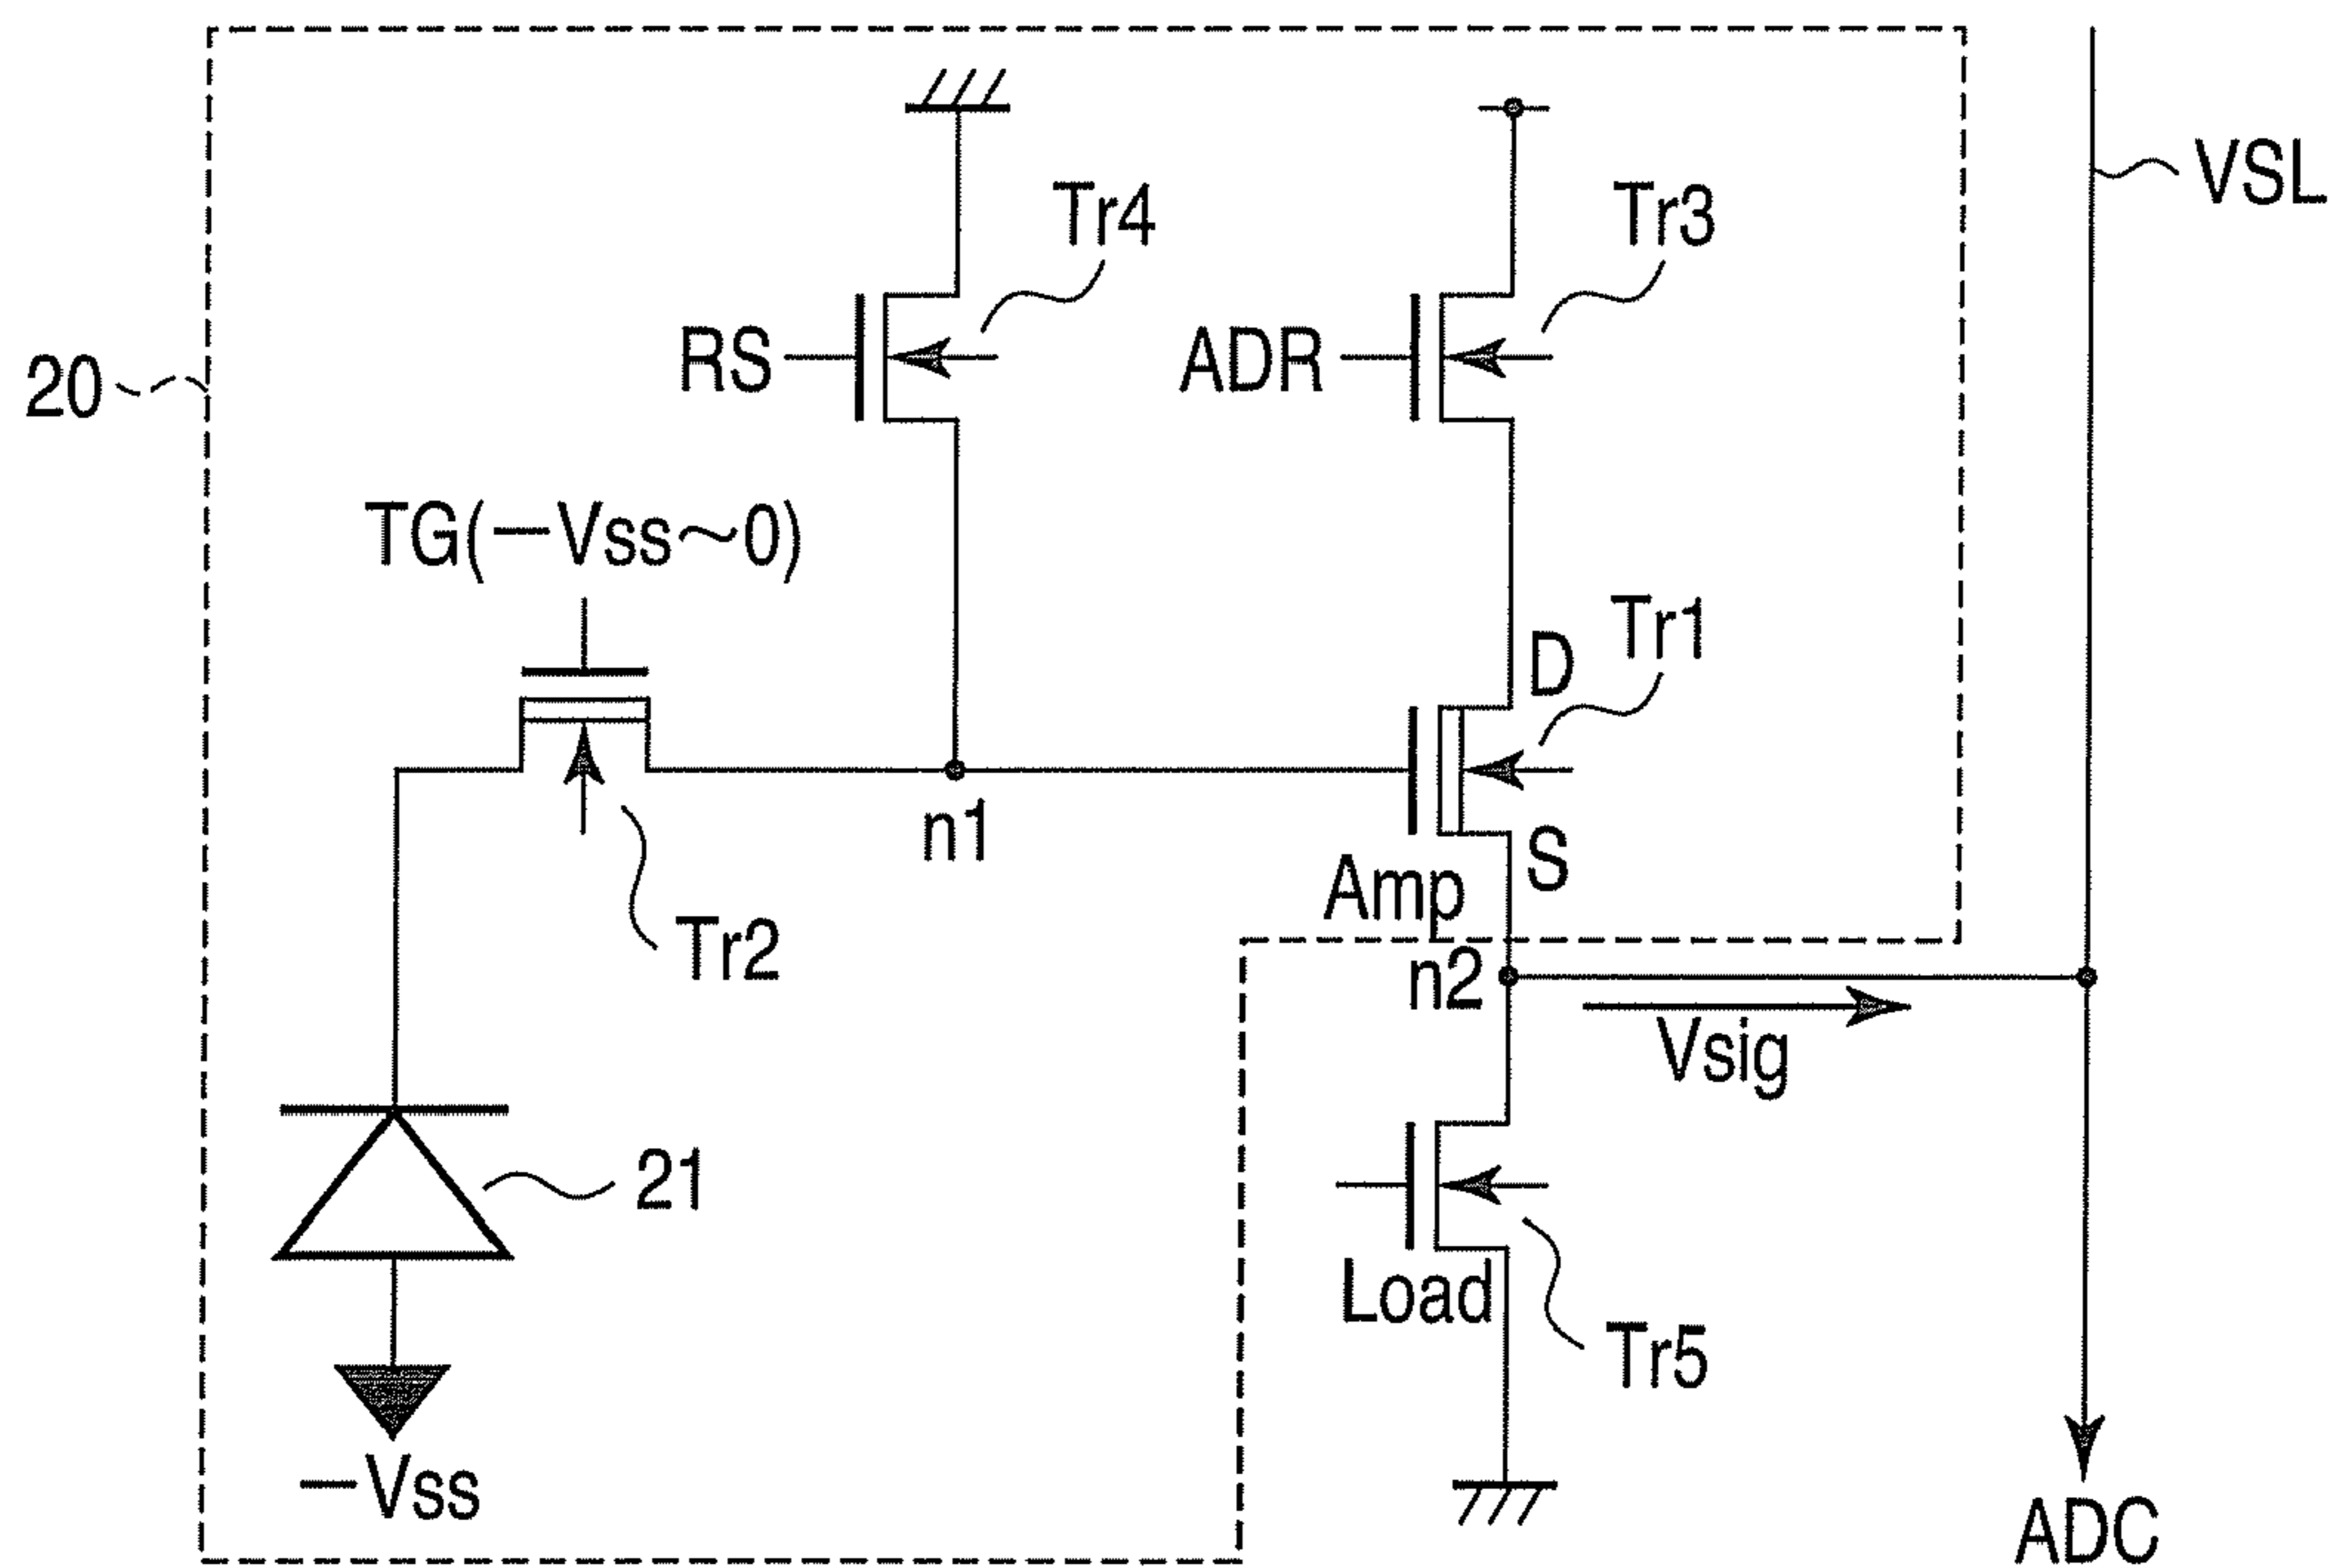 VSL
Tr4
Tr3
RS
ADR
20
TG(−Vss~0)
Tr1
D
n1
S
Amp
Tr2
n2
Vsig
21
Load
Tr5
−Vss
ADC